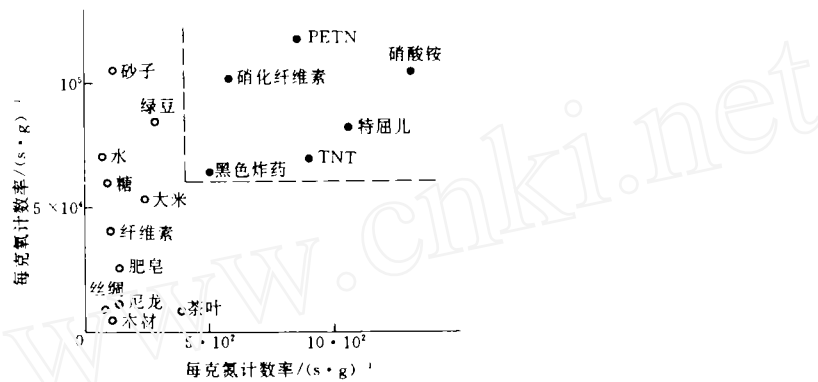 PETN
硝酸铵
砂子
硝化纤维素
10⁵
绿豆
特屈儿
水
TNT
黑色炸药
糖
大米
5×10⁴
纤维素
肥皂
丝绸
尼龙
茶叶
木材
0
5·10²
10×10²
每克氧计数率/(s·g)⁻¹
每克氮计数率/(s·g)⁻¹
www.cnki.net